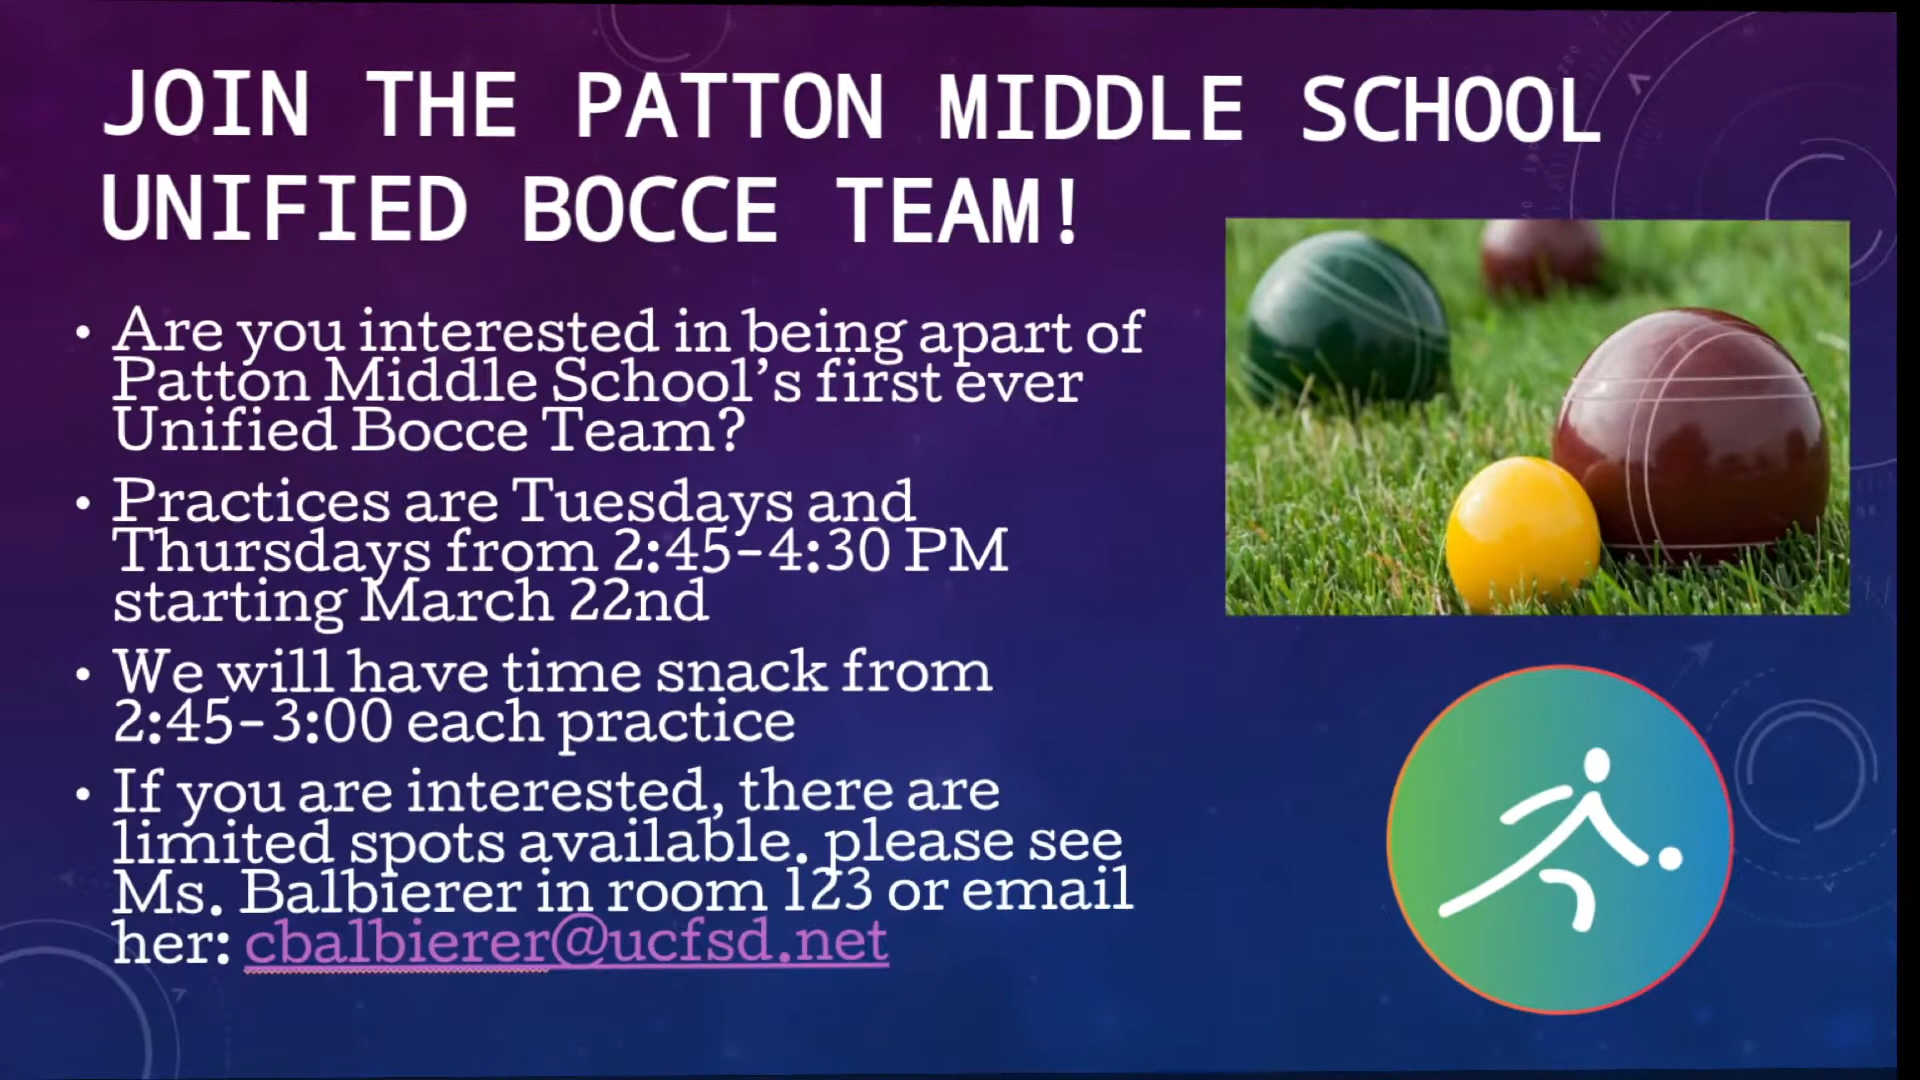 JOIN THE PATTON MIDDLE SCHOOL
UNIFIED BOCCE TEAM!
• Are you interested in being apart of
Patton Middle School's first ever
Unified Bocce Team?
• Practices are Tuesdays and
Thursdays from 2:45-4:30 PM
starting March 22nd
• We will have time snack from
2:45-3:00 each practice
• If you are interested, there are
limited spots available. please see
Ms. Balbierer in room 123 or email
her: cbalbierer@ucfsd.net